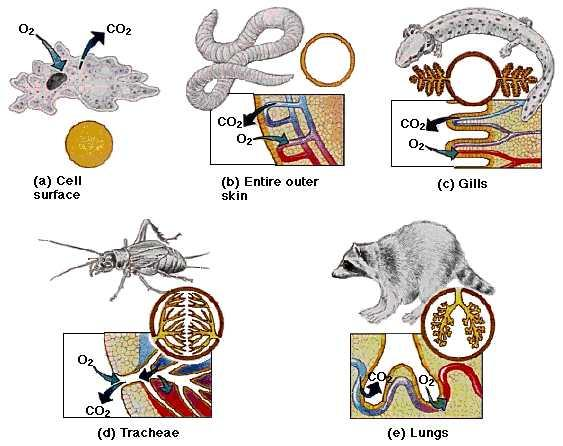 O2
CO2
(a) Cell
surface
CO2
O2
(b) Entire outer
skin
CO2
O2
(c) Gills
O2
CO2
(d) Tracheae
CO2
O2
(e) Lungs